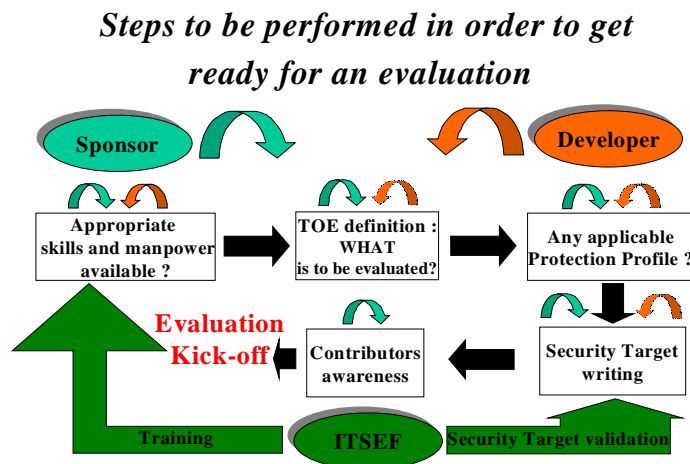 Steps to be performed in order to get
ready for an evaluation
Sponsor
Developer
Appropriate
skills and manpower
available ?
TOE definition :
WHAT
is to be evaluated?
Any applicable
Protection Profile ?
Evaluation
Kick-off
Contributors
awareness
Security Target
writing
Training
ITSEF
Security Target validation